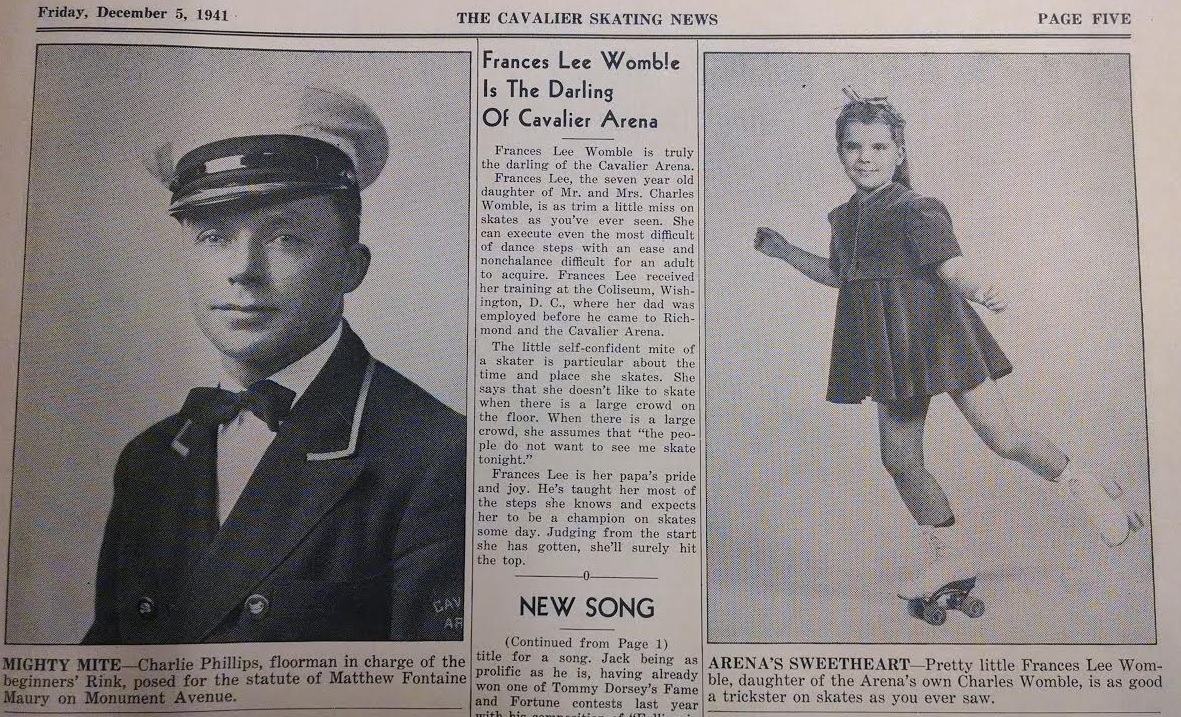 Friday, December 5, 1941
THE CAVALIER SKATING NEWS
PAGE FIVE
CAV
AR
MIGHTY MITE—Charlie Phillips, floorman in charge of the
beginners' Rink, posed for the statute of Matthew Fontaine
Maury on Monument Avenue.
Frances Lee Womble
Is The Darling
Of Cavalier Arena
Frances Lee Womble is truly
the darling of the Cavalier Arena.
Frances Lee, the seven year old
daughter of Mr. and Mrs. Charles
Womble, is as trim a little miss on
skates as you've ever seen. She
can execute even the most difficult
of dance steps with an ease and
nonchalance difficult for an adult
to acquire. Frances Lee received
her training at the Coliseum, Wish-
ington, D. C., where her dad was
employed before he came to Rich-
mond and the Cavalier Arena.
The little self-confident mite of
a skater is particular about the
time and place she skates. She
says that she doesn't like to skate
when there is a large crowd on
the floor. When there is a large
crowd, she assumes that "the peo-
ple do not want to see me skate
tonight."
Frances Lee is her papa's pride
and joy. He's taught her most of
the steps she knows and expects
her to be a champion on skates
some day. Judging from the start
she has gotten, she'll surely hit
the top.
0
NEW SONG
(Continued from Page 1)
title for a song. Jack being as
prolific as he is, having already
won one of Tommy Dorsey's Fame
and Fortune contests last year
with his composition of
ARENA'S SWEETHEART—Pretty little Frances Lee Wom-
ble, daughter of the Arena's own Charles Womble, is as good
a trickster on skates as you ever saw.